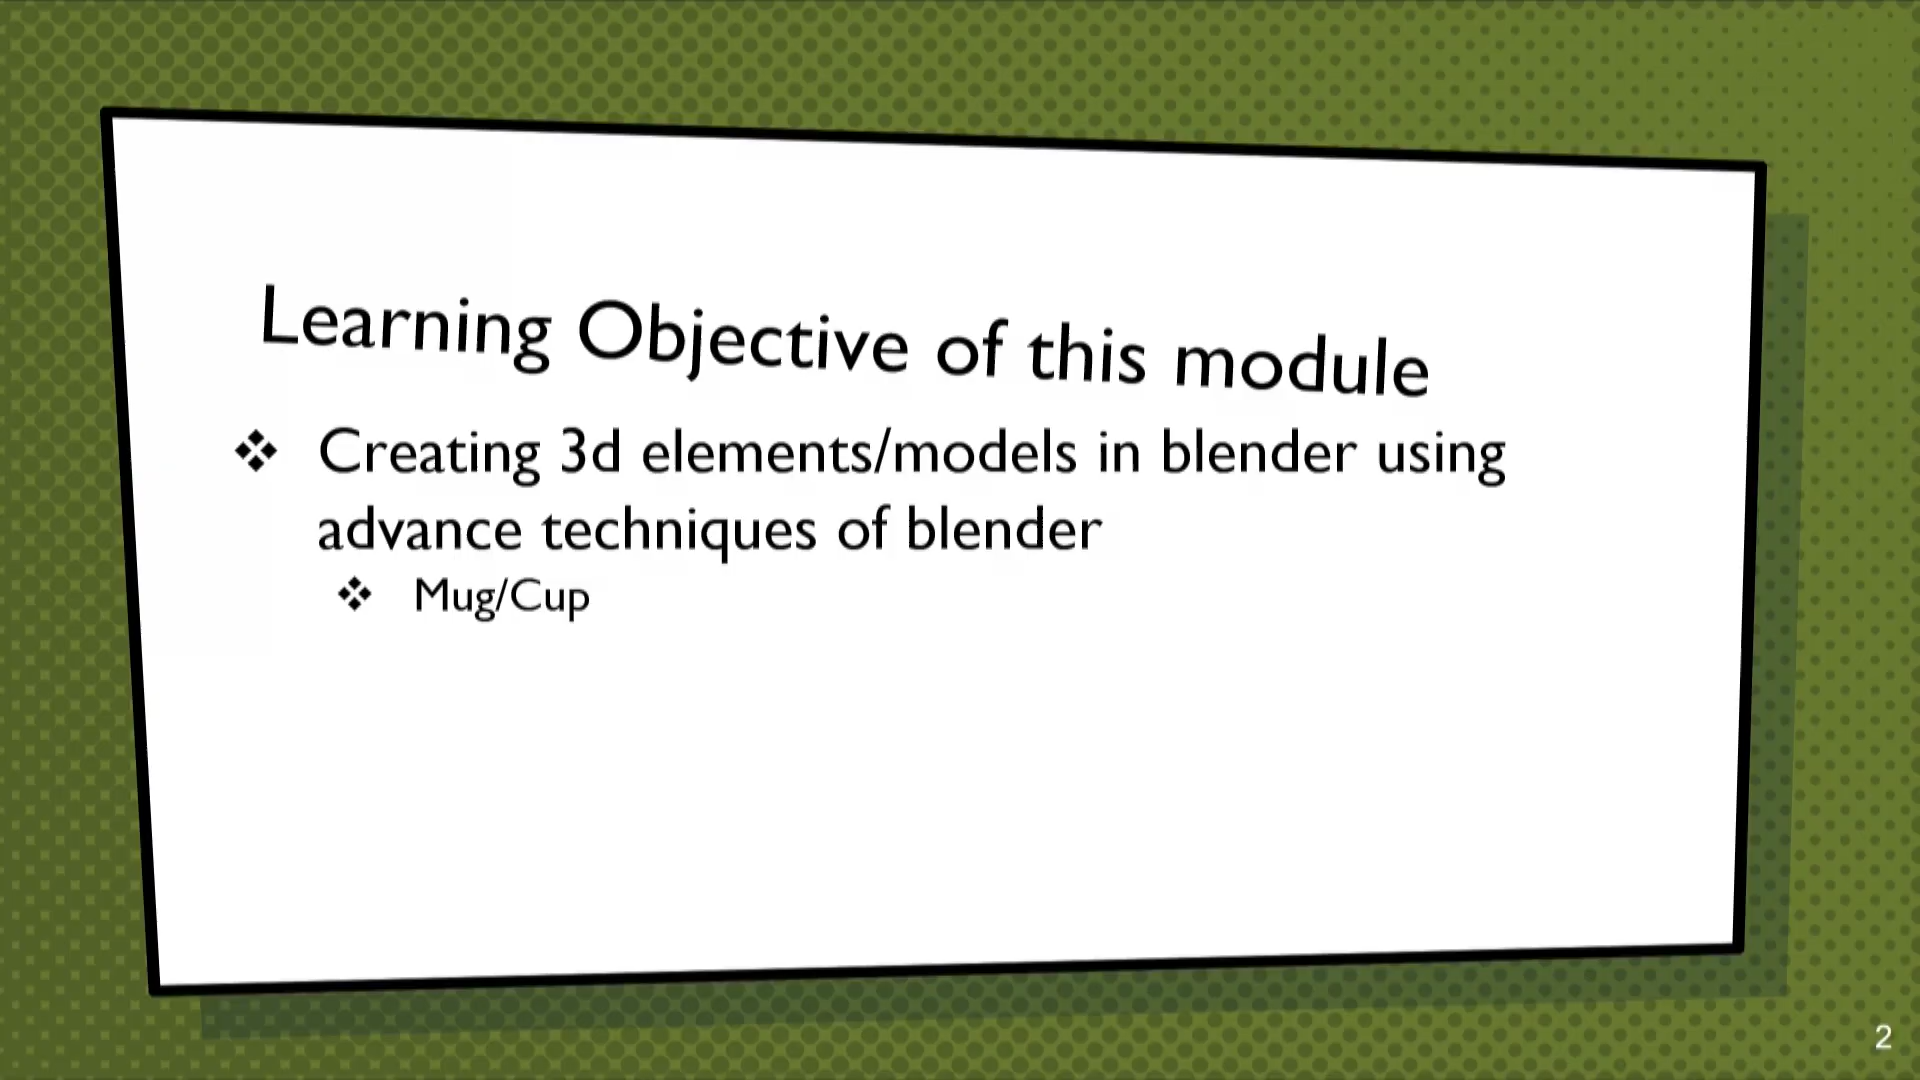 Learning Objective of this module
❖ Creating 3d elements/models in blender using
advance techniques of blender
❖ Mug/Cup
2